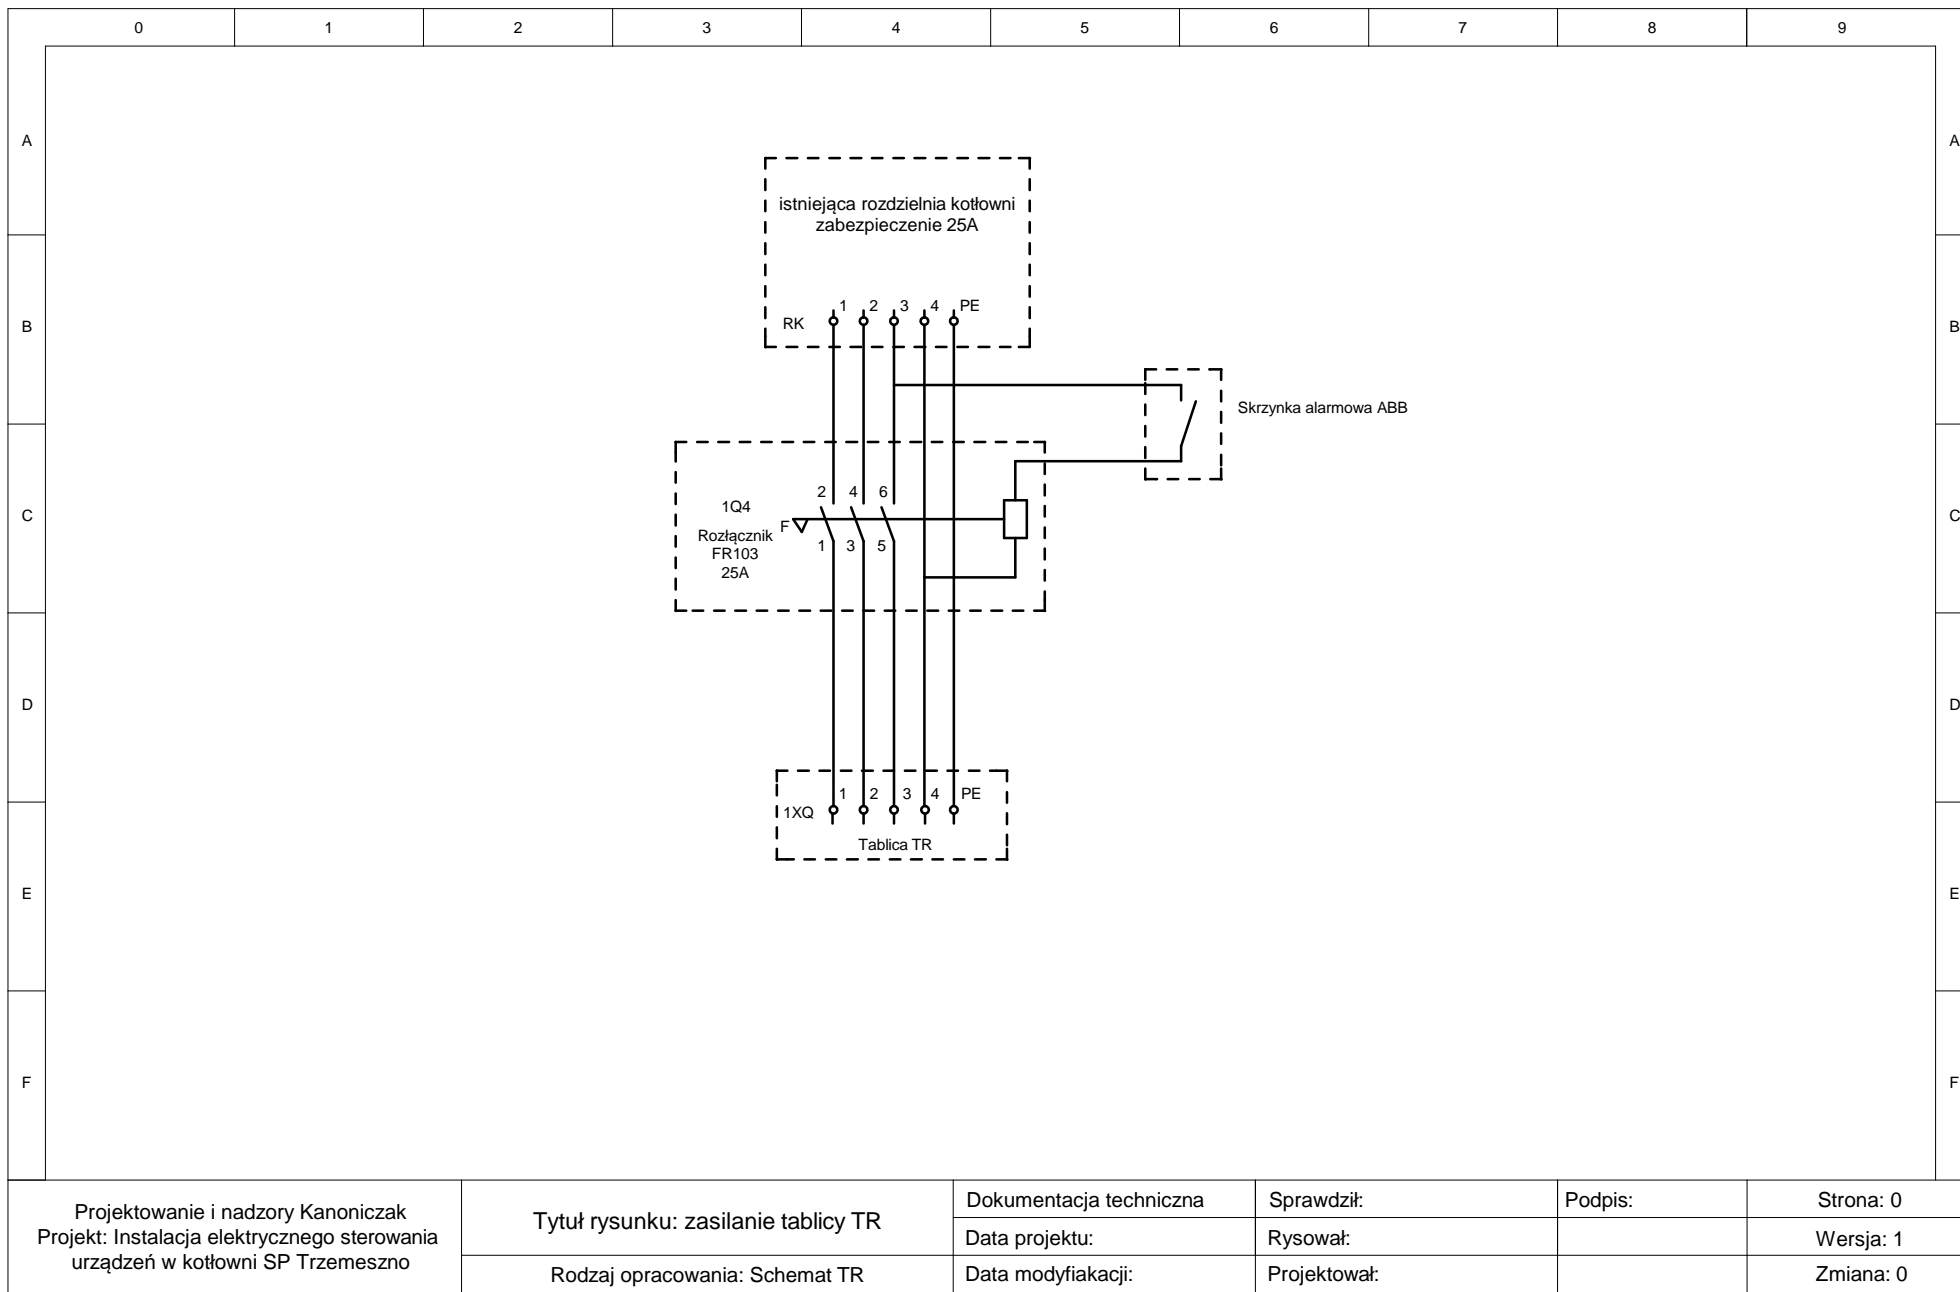 0 1 2 3 4 5 6 7 8 9
A A
istniejąca rozdzielnia kotłowni
zabezpieczenie 25A
1 2 3 4 PE
RK
B B
Skrzynka alarmowa ABB
2 4 6
1Q4
F
Rozłącznik
FR103
25A
1 3 5
C C
D D
1 2 3 4 PE
1XQ
Tablica TR
E E
F F
Projektowanie i nadzory Kanoniczak
Projekt: Instalacja elektrycznego sterowania
urządzeń w kotłowni SP Trzemeszno
Tytuł rysunku: zasilanie tablicy TR
Rodzaj opracowania: Schemat TR
Dokumentacja techniczna
Data projektu:
Data modyfiakacji:
Sprawdził:
Rysował:
Projektował:
Podpis:
Strona: 0
Wersja: 1
Zmiana: 0